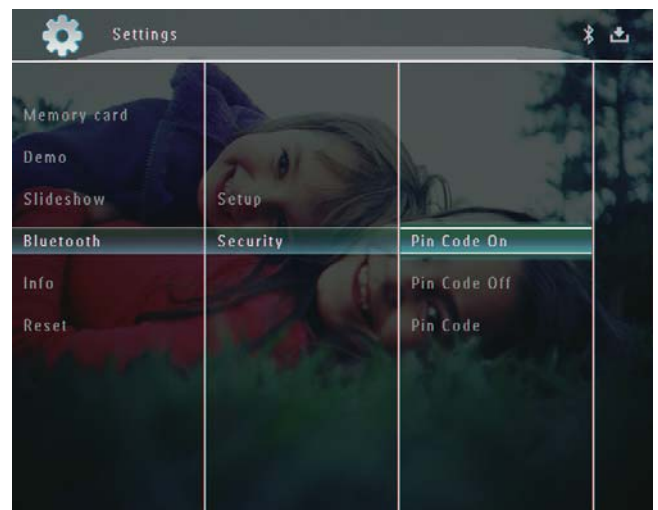 Settings
Memory card
Demo
Slideshow
Bluetooth
Info
Reset
Setup
Security
Pin Code On
Pin Code Off
Pin Code